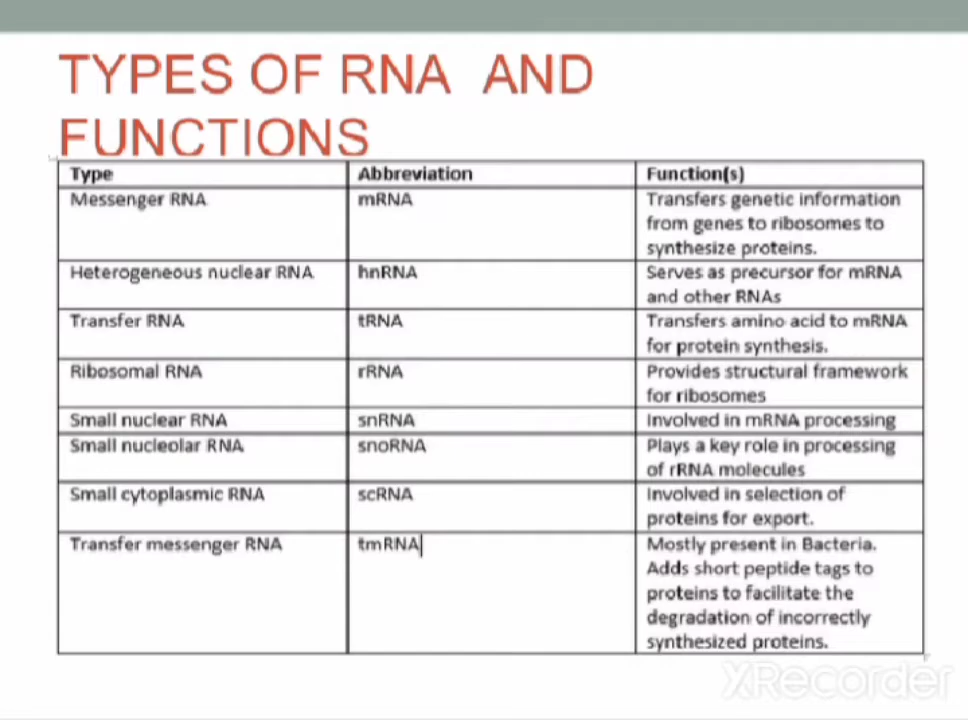 TYPES OF RNA AND
FUNCTIONS
Type Abbreviation Function(s)
Messenger RNA mRNA Transfers genetic information
from genes to ribosomes to
synthesize proteins.
Heterogeneous nuclear RNA hnRNA Serves as precursor for mRNA
and other RNAs
Transfer RNA tRNA Transfers amino acid to mRNA
for protein synthesis.
Ribosomal RNA rRNA Provides structural framework
for ribosomes
Small nuclear RNA snRNA Involved in mRNA processing
Small nucleolar RNA snoRNA Plays a key role in processing
of rRNA molecules
Small cytoplasmic RNA scRNA Involved in selection of
proteins for export.
Transfer messenger RNA tmRNA Mostly present in Bacteria.
Adds short peptide tags to
proteins to facilitate the
degradation of incorrectly
synthesized proteins.
XRecorder